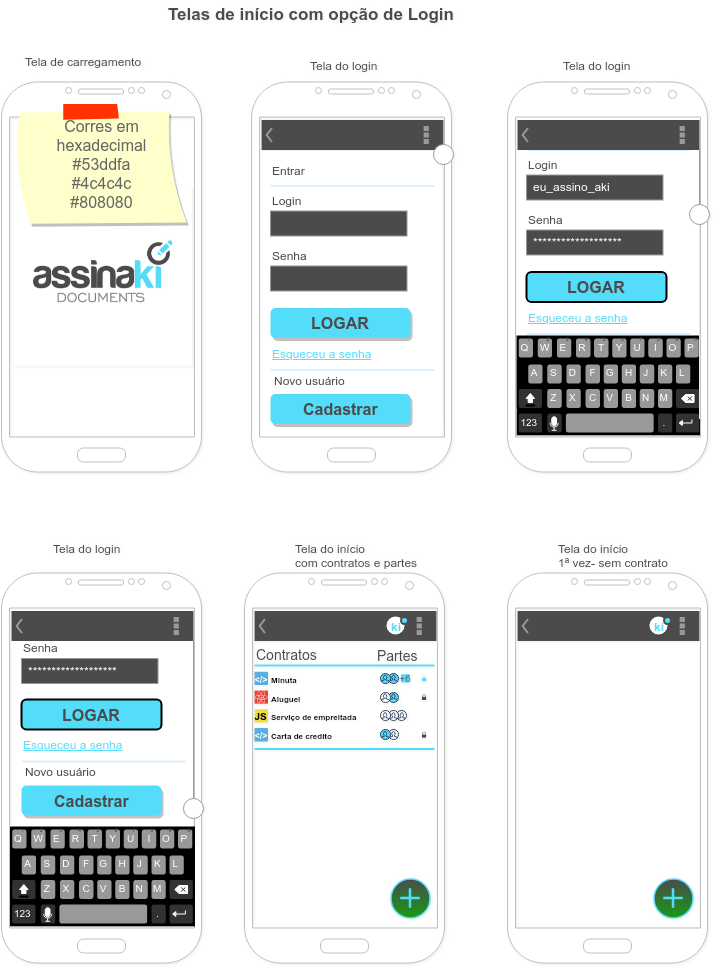 Telas de início com opção de Login
Tela de carregamento
Corres em
hexadecimal
#53ddfa
#4c4c4c
#808080
assinaki
DOCUMENTS
Tela do login
Entrar
Login
Senha
LOGAR
Esqueceu a senha
Novo usuário
Cadastrar
Tela do login
Login
eu_assino_aki
Senha
*******************
LOGAR
Esqueceu a senha
Q W E R T Y U I O P
A S D F G H J K L
Z X C V B N M
123 .
Tela do login
Senha
*******************
LOGAR
Esqueceu a senha
Novo usuário
Cadastrar
Q W E R T Y U I O P
A S D F G H J K L
Z X C V B N M
123 .
Tela do início
com contratos e partes
ki
Contratos Partes
</> Minuta +6
Aluguel
JS Serviço de empreitada
</> Carta de credito
Tela do início
1ª vez- sem contrato
ki